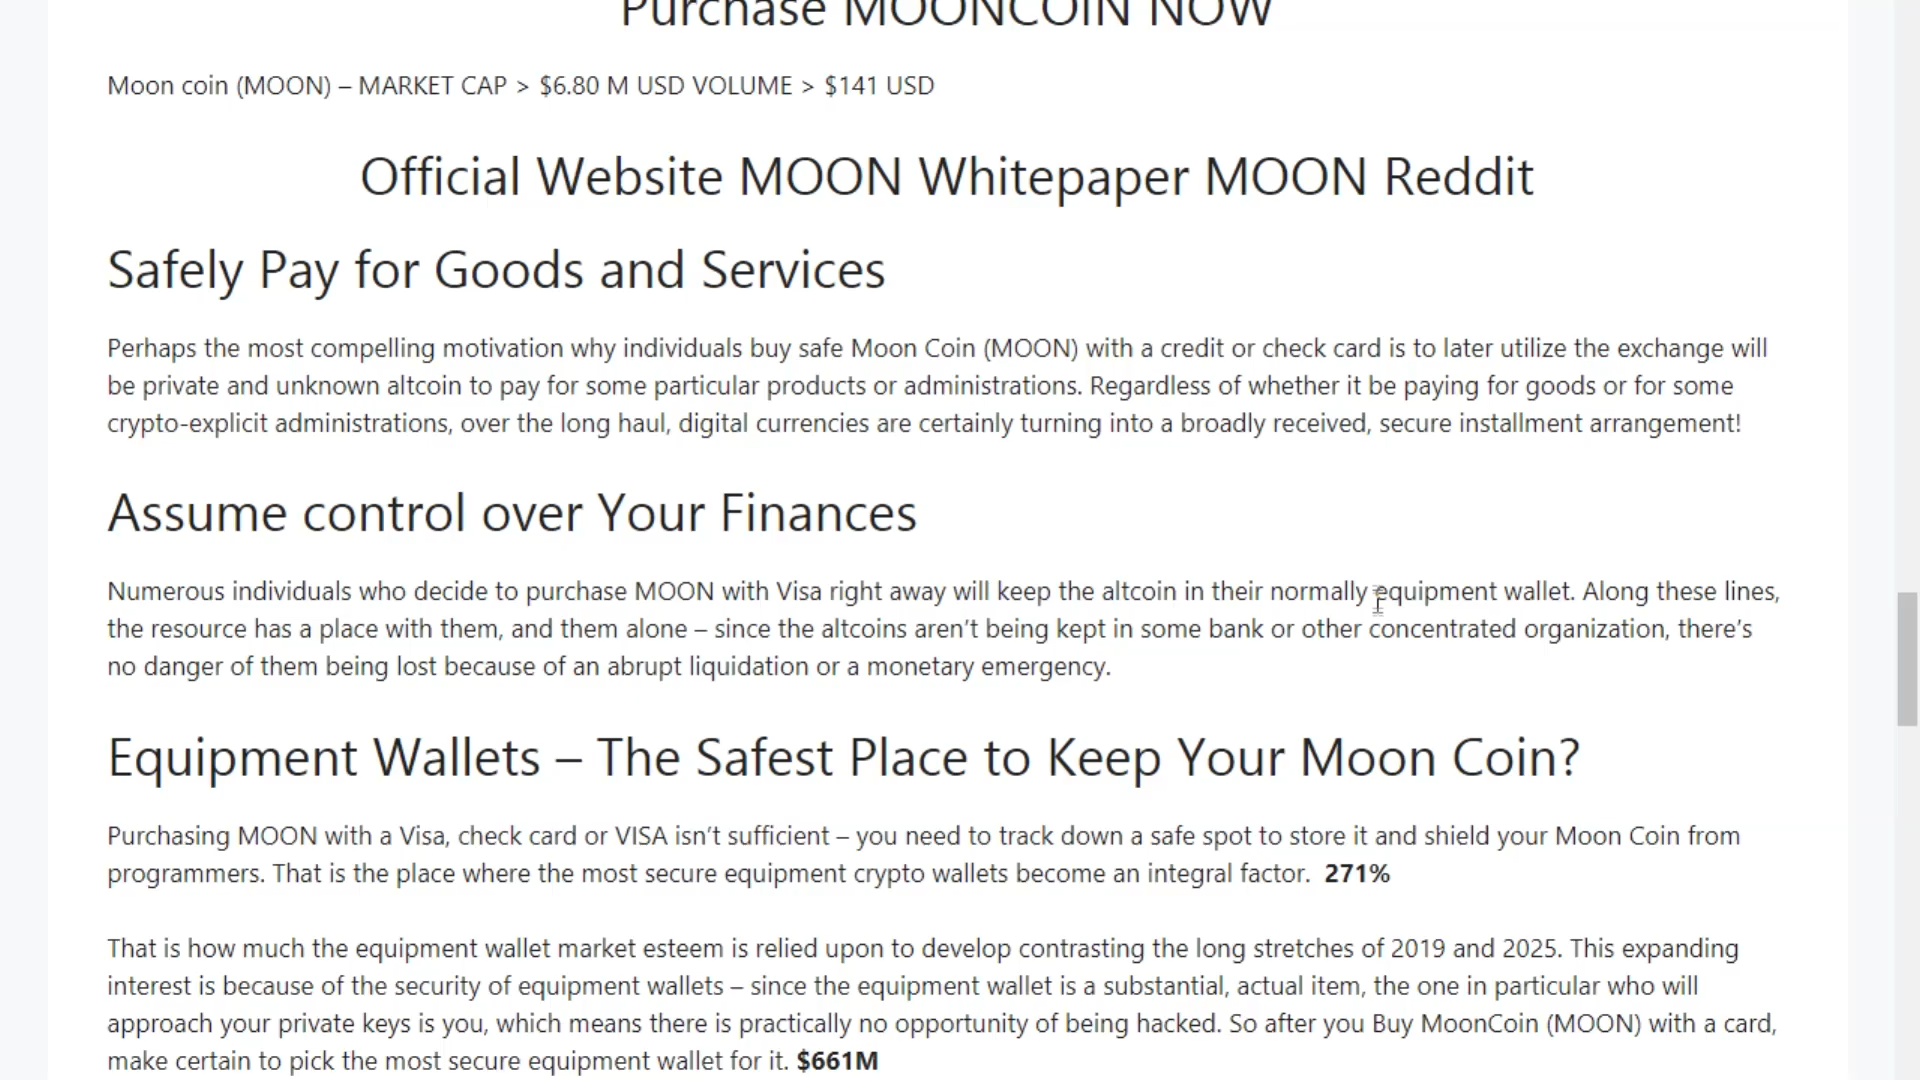 Purchase MOONCOIN NOW
Moon coin (MOON) – MARKET CAP > $6.80 M USD VOLUME > $141 USD
Official Website MOON Whitepaper MOON Reddit
Safely Pay for Goods and Services
Perhaps the most compelling motivation why individuals buy safe Moon Coin (MOON) with a credit or check card is to later utilize the exchange will
be private and unknown altcoin to pay for some particular products or administrations. Regardless of whether it be paying for goods or for some
crypto-explicit administrations, over the long haul, digital currencies are certainly turning into a broadly received, secure installment arrangement!
Assume control over Your Finances
Numerous individuals who decide to purchase MOON with Visa right away will keep the altcoin in their normally equipment wallet. Along these lines,
the resource has a place with them, and them alone – since the altcoins aren’t being kept in some bank or other concentrated organization, there’s
no danger of them being lost because of an abrupt liquidation or a monetary emergency.
Equipment Wallets – The Safest Place to Keep Your Moon Coin?
Purchasing MOON with a Visa, check card or VISA isn’t sufficient – you need to track down a safe spot to store it and shield your Moon Coin from
programmers. That is the place where the most secure equipment crypto wallets become an integral factor. 271%
That is how much the equipment wallet market esteem is relied upon to develop contrasting the long stretches of 2019 and 2025. This expanding
interest is because of the security of equipment wallets – since the equipment wallet is a substantial, actual item, the one in particular who will
approach your private keys is you, which means there is practically no opportunity of being hacked. So after you Buy MoonCoin (MOON) with a card,
make certain to pick the most secure equipment wallet for it. $661M